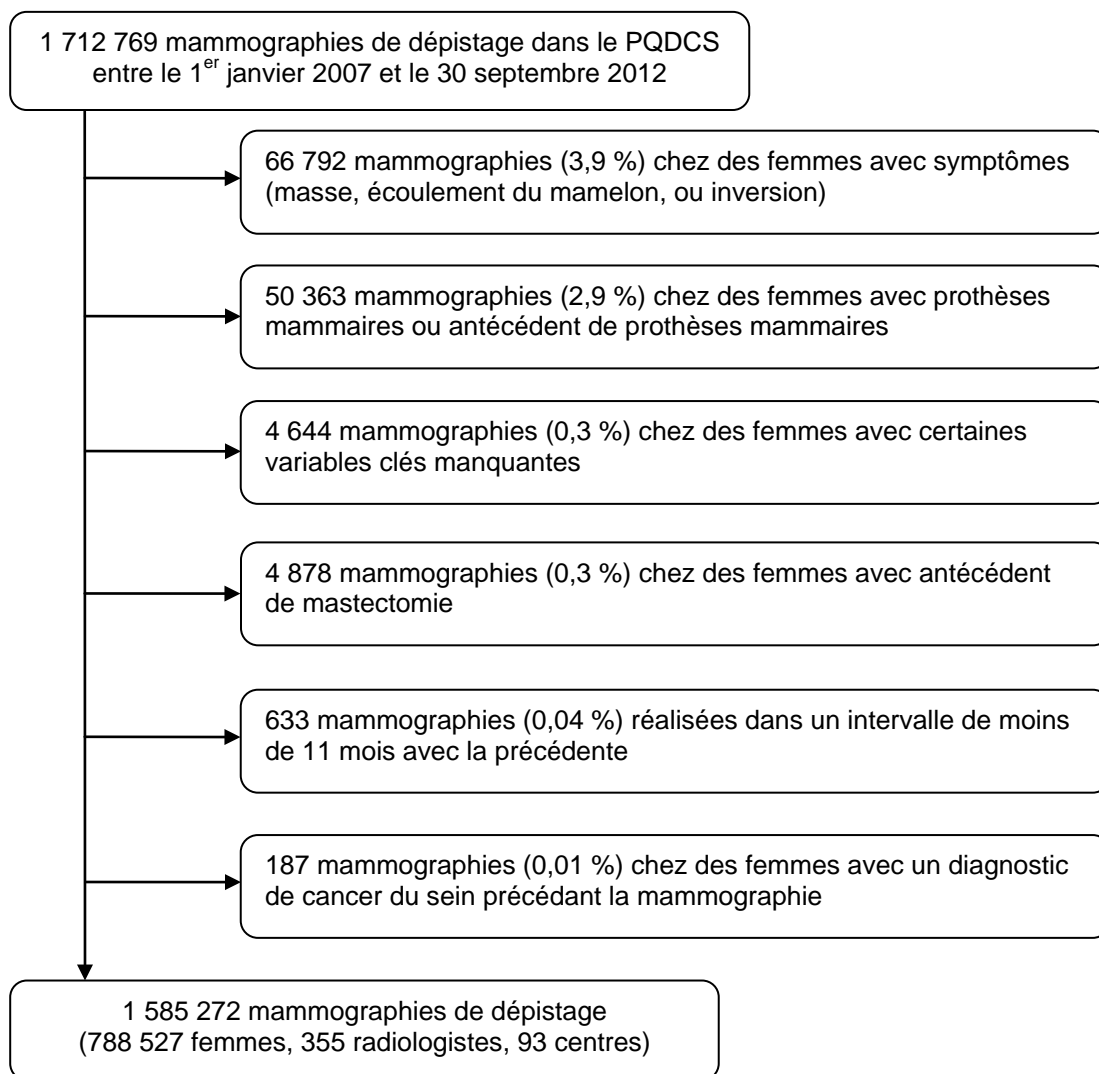 1 712 769 mammographies de dépistage dans le PQDCS
entre le 1er janvier 2007 et le 30 septembre 2012
66 792 mammographies (3,9 %) chez des femmes avec symptômes
(masse, écoulement du mamelon, ou inversion)
50 363 mammographies (2,9 %) chez des femmes avec prothèses
mammaires ou antécédent de prothèses mammaires
4 644 mammographies (0,3 %) chez des femmes avec certaines
variables clés manquantes
4 878 mammographies (0,3 %) chez des femmes avec antécédent
de mastectomie
633 mammographies (0,04 %) réalisées dans un intervalle de moins
de 11 mois avec la précédente
187 mammographies (0,01 %) chez des femmes avec un diagnostic
de cancer du sein précédant la mammographie
1 585 272 mammographies de dépistage
(788 527 femmes, 355 radiologistes, 93 centres)